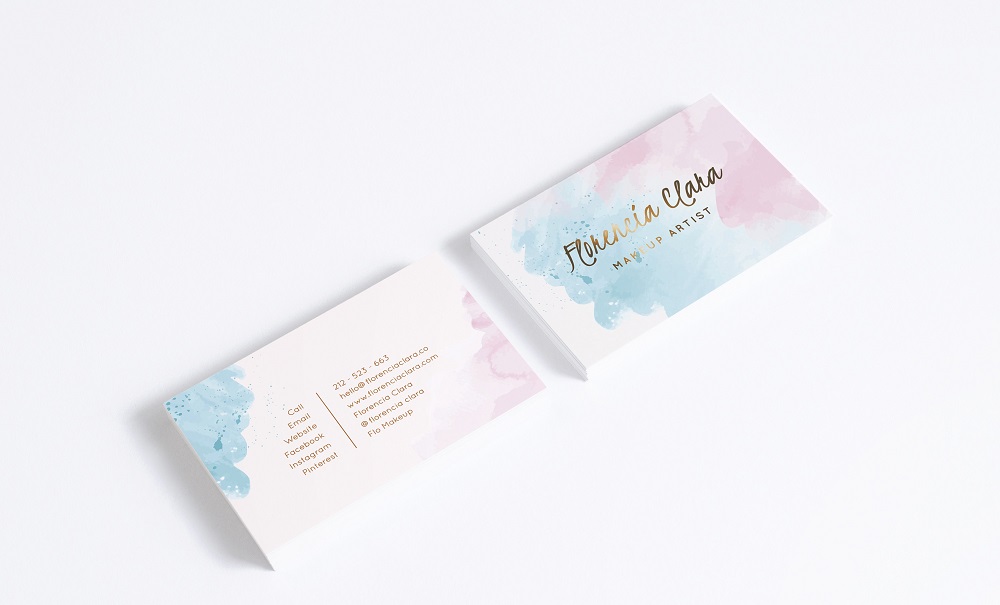 Florencia Clara
MAKEUP ARTIST
Call 212 - 523 - 663
Email hello@florenciaclara.co
Website www.florenciaclara.com
Facebook Florencia Clara
Instagram @florencia clara
Pinterest Flo Makeup